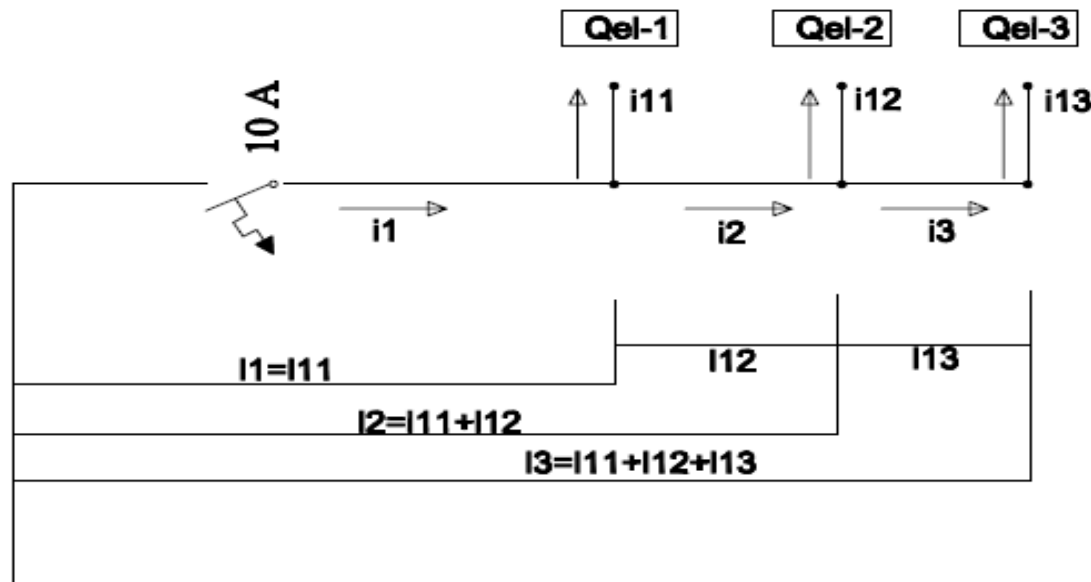 Qel-1
Qel-2
Qel-3
10 A
i11
i12
i13
i1
i2
i3
l12
l13
l1=l11
l2=l11+l12
l3=l11+l12+l13